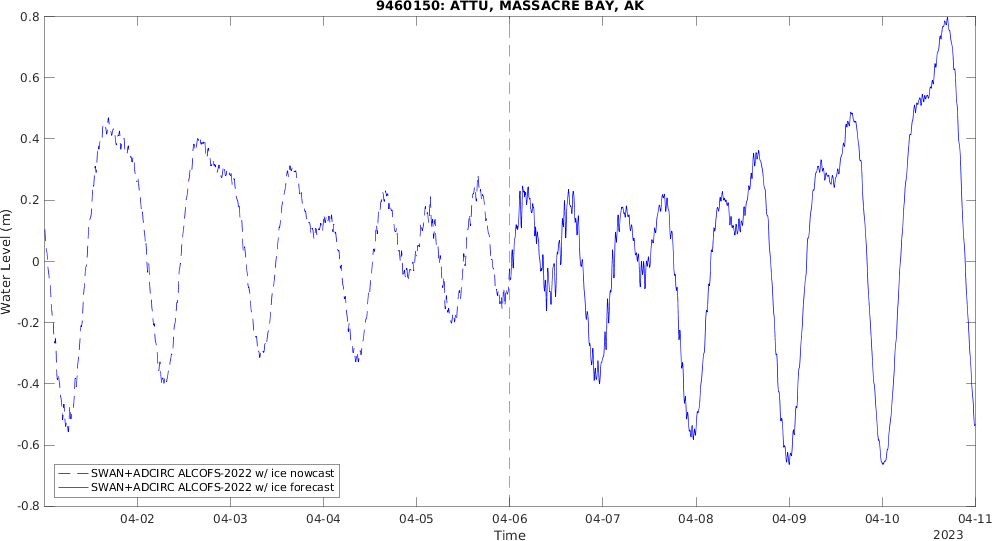 9460150: ATTU, MASSACRE BAY, AK
Water Level (m)
0.8
0.6
0.4
0.2
0
-0.2
-0.4
-0.6
-0.8
SWAN+ADCIRC ALCOFS-2022 w/ ice nowcast
SWAN+ADCIRC ALCOFS-2022 w/ ice forecast
04-02 04-03 04-04 04-05 04-06 04-07 04-08 04-09 04-10 04-11
Time
2023